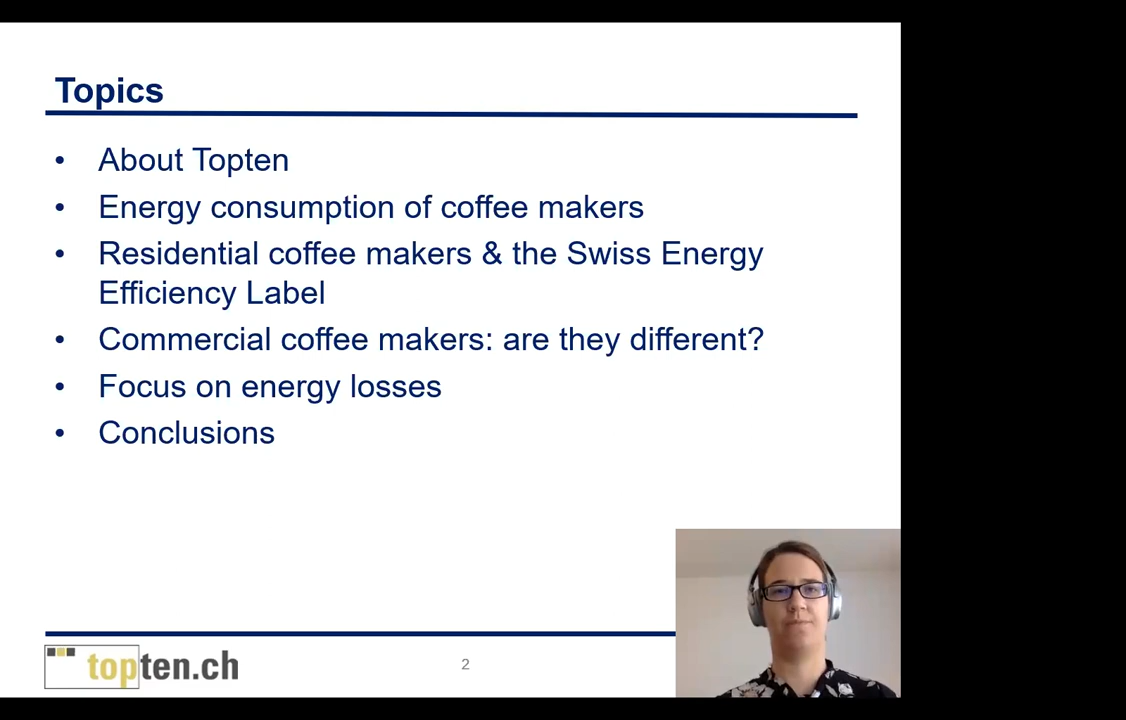 Topics
• About Topten
• Energy consumption of coffee makers
• Residential coffee makers & the Swiss Energy
Efficiency Label
• Commercial coffee makers: are they different?
• Focus on energy losses
• Conclusions
topten.ch
2